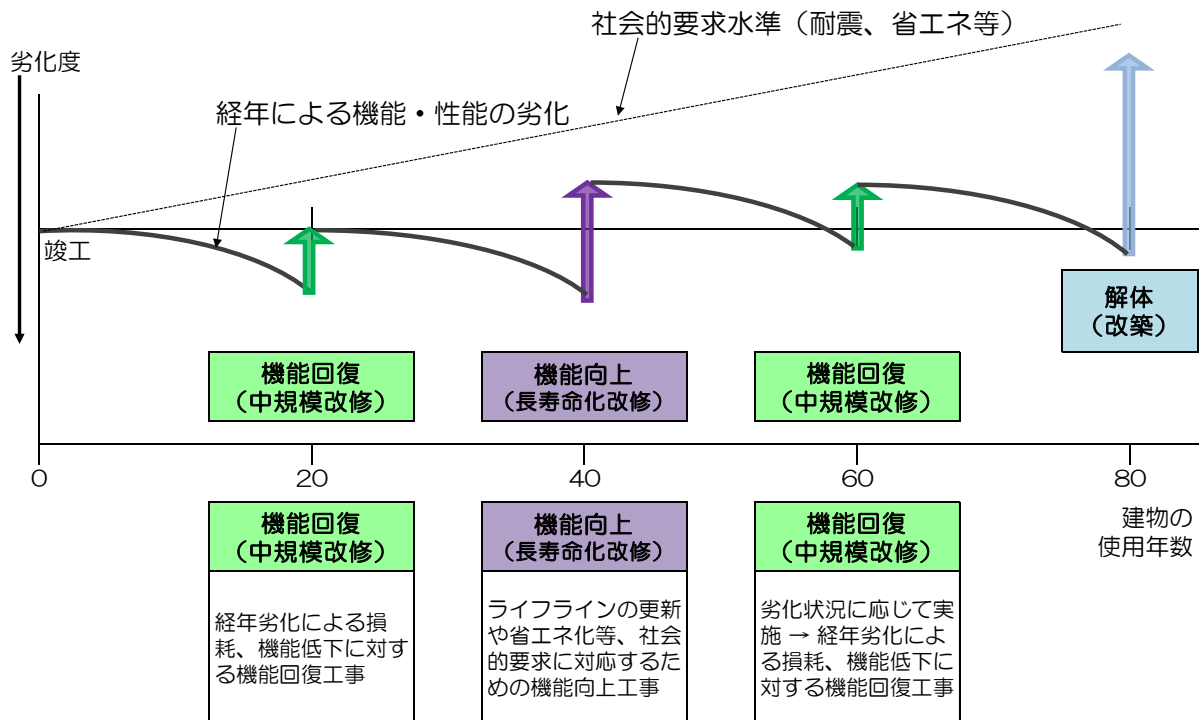 社会的要求水準（耐震、省エネ等）
劣化度
経年による機能・性能の劣化
竣工
解体
（改築）
機能回復
（中規模改修）
機能向上
（長寿命化改修）
機能回復
（中規模改修）
0
20
40
60
80
建物の
使用年数
機能回復
（中規模改修）
経年劣化による損
耗、機能低下に対す
る機能回復工事
機能向上
（長寿命化改修）
ライフラインの更新
や省エネ化等、社会
的要求に対応するた
めの機能向上工事
機能回復
（中規模改修）
劣化状況に応じて実
施 → 経年劣化によ
る損耗、機能低下に
対する機能回復工事